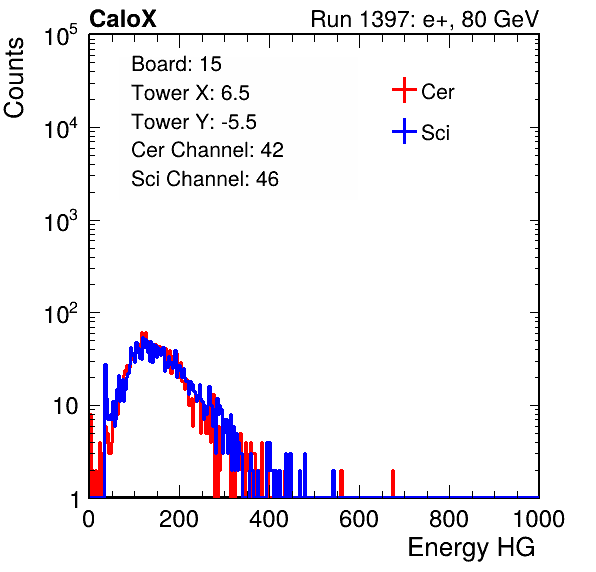 CaloX Run 1397: e+, 80 GeV
Counts
10^5
10^4
10^3
10^2
10
1
Board: 15
Tower X: 6.5
Tower Y: -5.5
Cer Channel: 42
Sci Channel: 46
Cer
Sci
0 200 400 600 800 1000
Energy HG